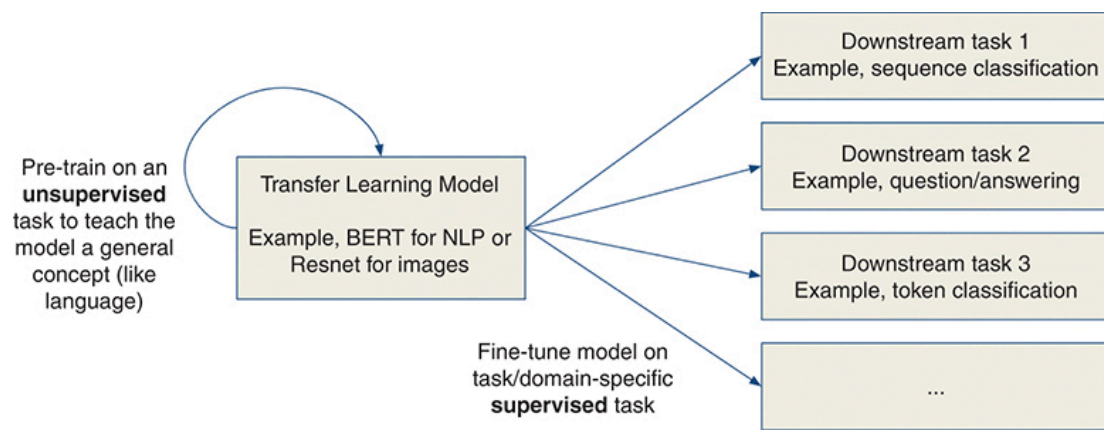 Pre-train on an
unsupervised
task to teach the
model a general
concept (like
language)
Transfer Learning Model
Example, BERT for NLP or
Resnet for images
Fine-tune model on
task/domain-specific
supervised task
Downstream task 1
Example, sequence classification
Downstream task 2
Example, question/answering
Downstream task 3
Example, token classification
...